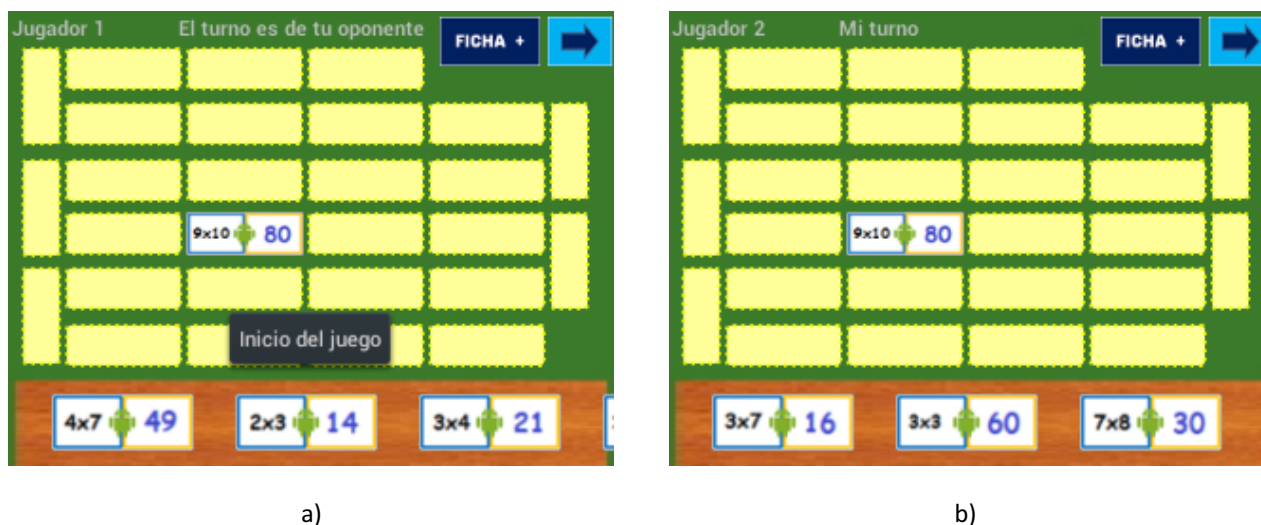 Jugador 1 El turno es de tu oponente FICHA +
9x10 80
Inicio del juego
4x7 49 2x3 14 3x4 21
a)
Jugador 2 Mi turno FICHA +
9x10 80
3x7 16 3x3 60 7x8 30
b)